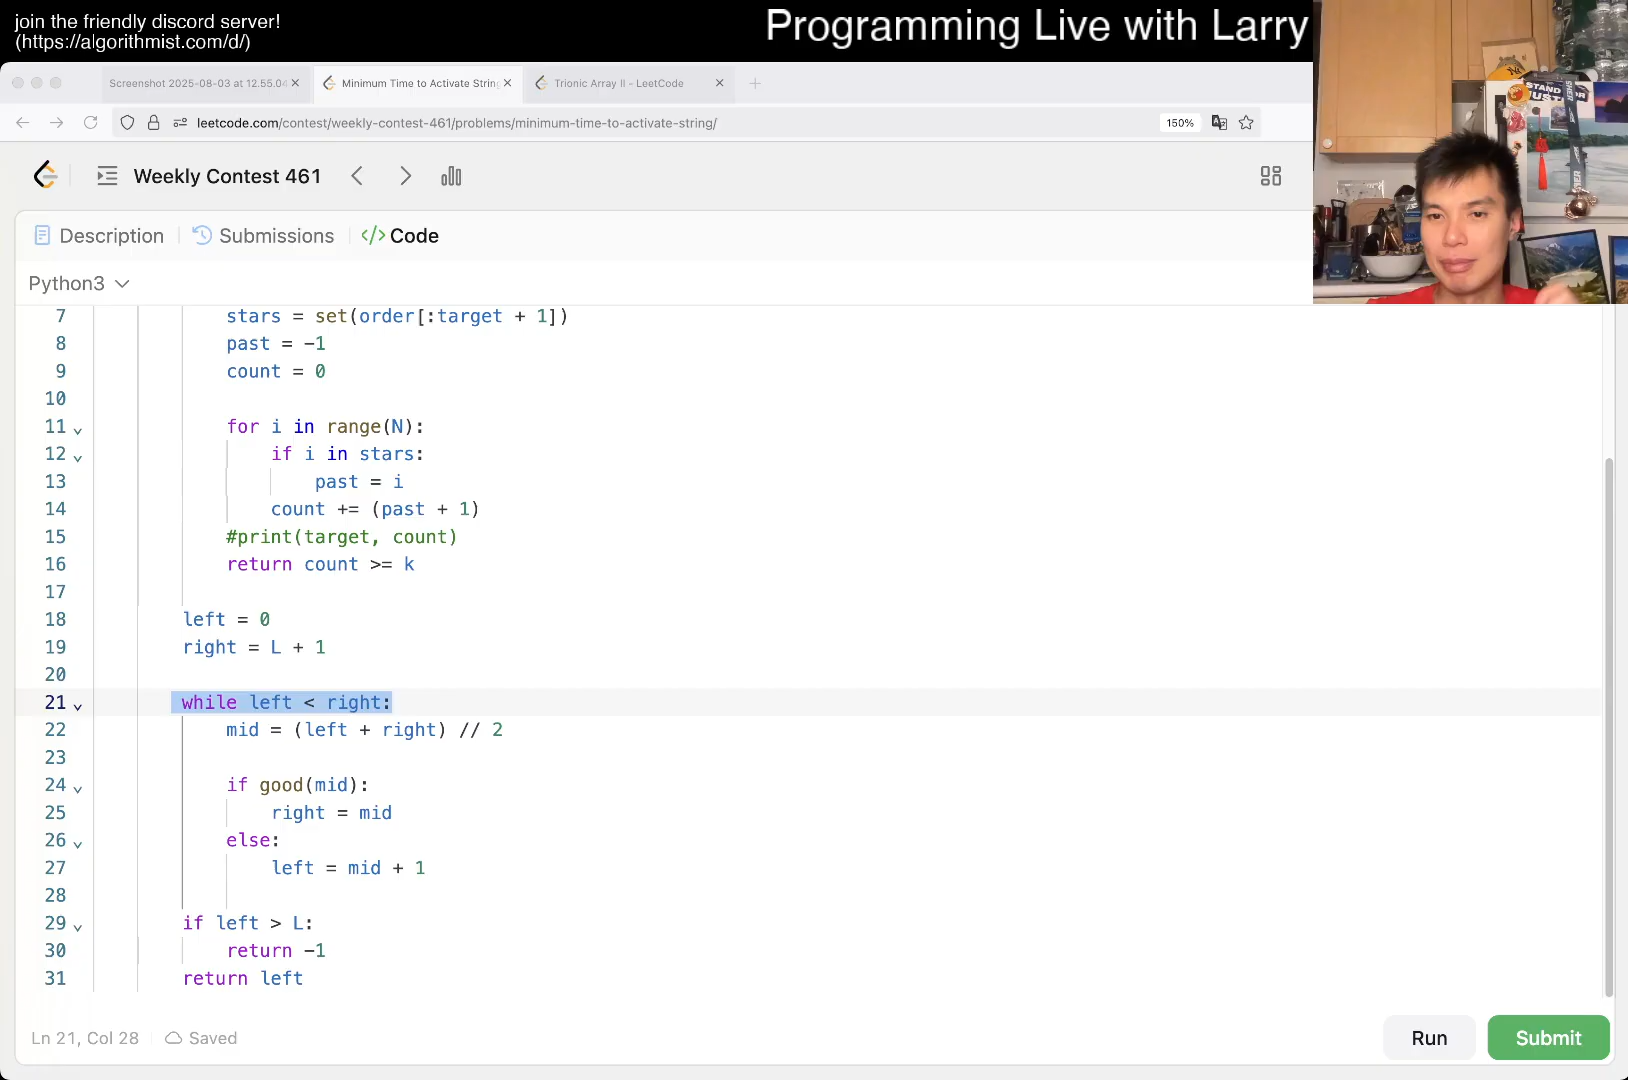 join the friendly discord server!
(https://algorithmist.com/d/)
Programming Live with Larry
Screenshot 2025-08-03 at 12.55.04
Minimum Time to Activate String
Trionic Array II - LeetCode
leetcode.com/contest/weekly-contest-461/problems/minimum-time-to-activate-string/
150%
Weekly Contest 461
Description
Submissions
</> Code
Python3
7 stars = set(order[:target + 1])
8 past = -1
9 count = 0
10
11 for i in range(N):
12 if i in stars:
13 past = i
14 count += (past + 1)
15 #print(target, count)
16 return count >= k
17
18 left = 0
19 right = L + 1
20
21 while left < right:
22 mid = (left + right) // 2
23
24 if good(mid):
25 right = mid
26 else:
27 left = mid + 1
28
29 if left > L:
30 return -1
31 return left
Ln 21, Col 28
Saved
Run
Submit